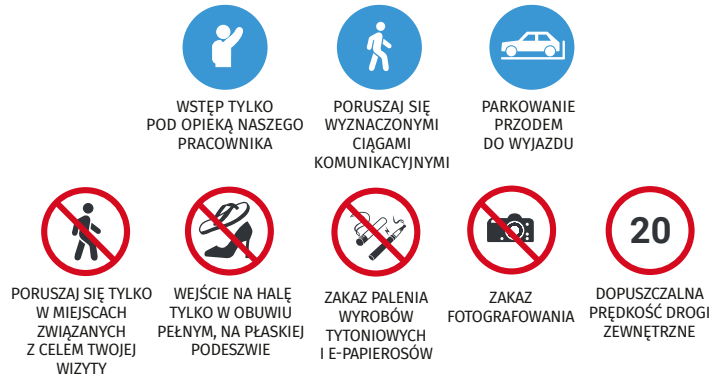 WSTĘP TYLKO
POD OPIEKĄ NASZEGO
PRACOWNIKA
PORUSZAJ SIĘ
WYZNACZONYMI
CIĄGAMI
KOMUNIKACYJNYMI
PARKOWANIE
PRZODEM
DO WYJAZDU
PORUSZAJ SIĘ TYLKO
W MIEJSCACH
ZWIĄZANYCH
Z CELEM TWOJEJ
WIZYTY
WEJŚCIE NA HALĘ
TYLKO W OBUWIU
PEŁNYM, NA PŁASKIEJ
PODESZWIE
ZAKAZ PALENIA
WYROBÓW
TYTONIOWYCH
I E-PAPIEROSÓW
ZAKAZ
FOTOGRAFOWANIA
20
DOPUSZCZALNA
PRĘDKOŚĆ DROGI
ZEWNĘTRZNE